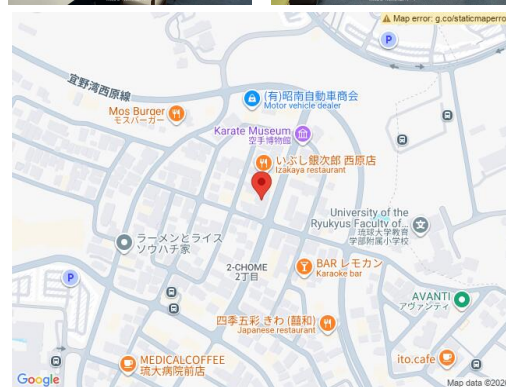 Map error: g.co/staticmaperro
P
宜野湾西原線
(有)昭南自動車商会
Motor vehicle dealer
Mos Burger
モスバーガー
Karate Museum
空手博物館
いぶし銀次郎 西原店
Izakaya restaurant
University of the
Ryukyus Faculty of...
琉球大学教育
学部附属小学校
ラーメンとライス
ソウハチ家
2-CHOME
2丁目
BAR レモカン
Karaoke bar
P
AVANTI
アヴァンティ
四季五彩 きわ (囍和)
Japanese restaurant
MEDICALCOFFEE
琉大病院前店
ito.cafe
Google
Map data ©202